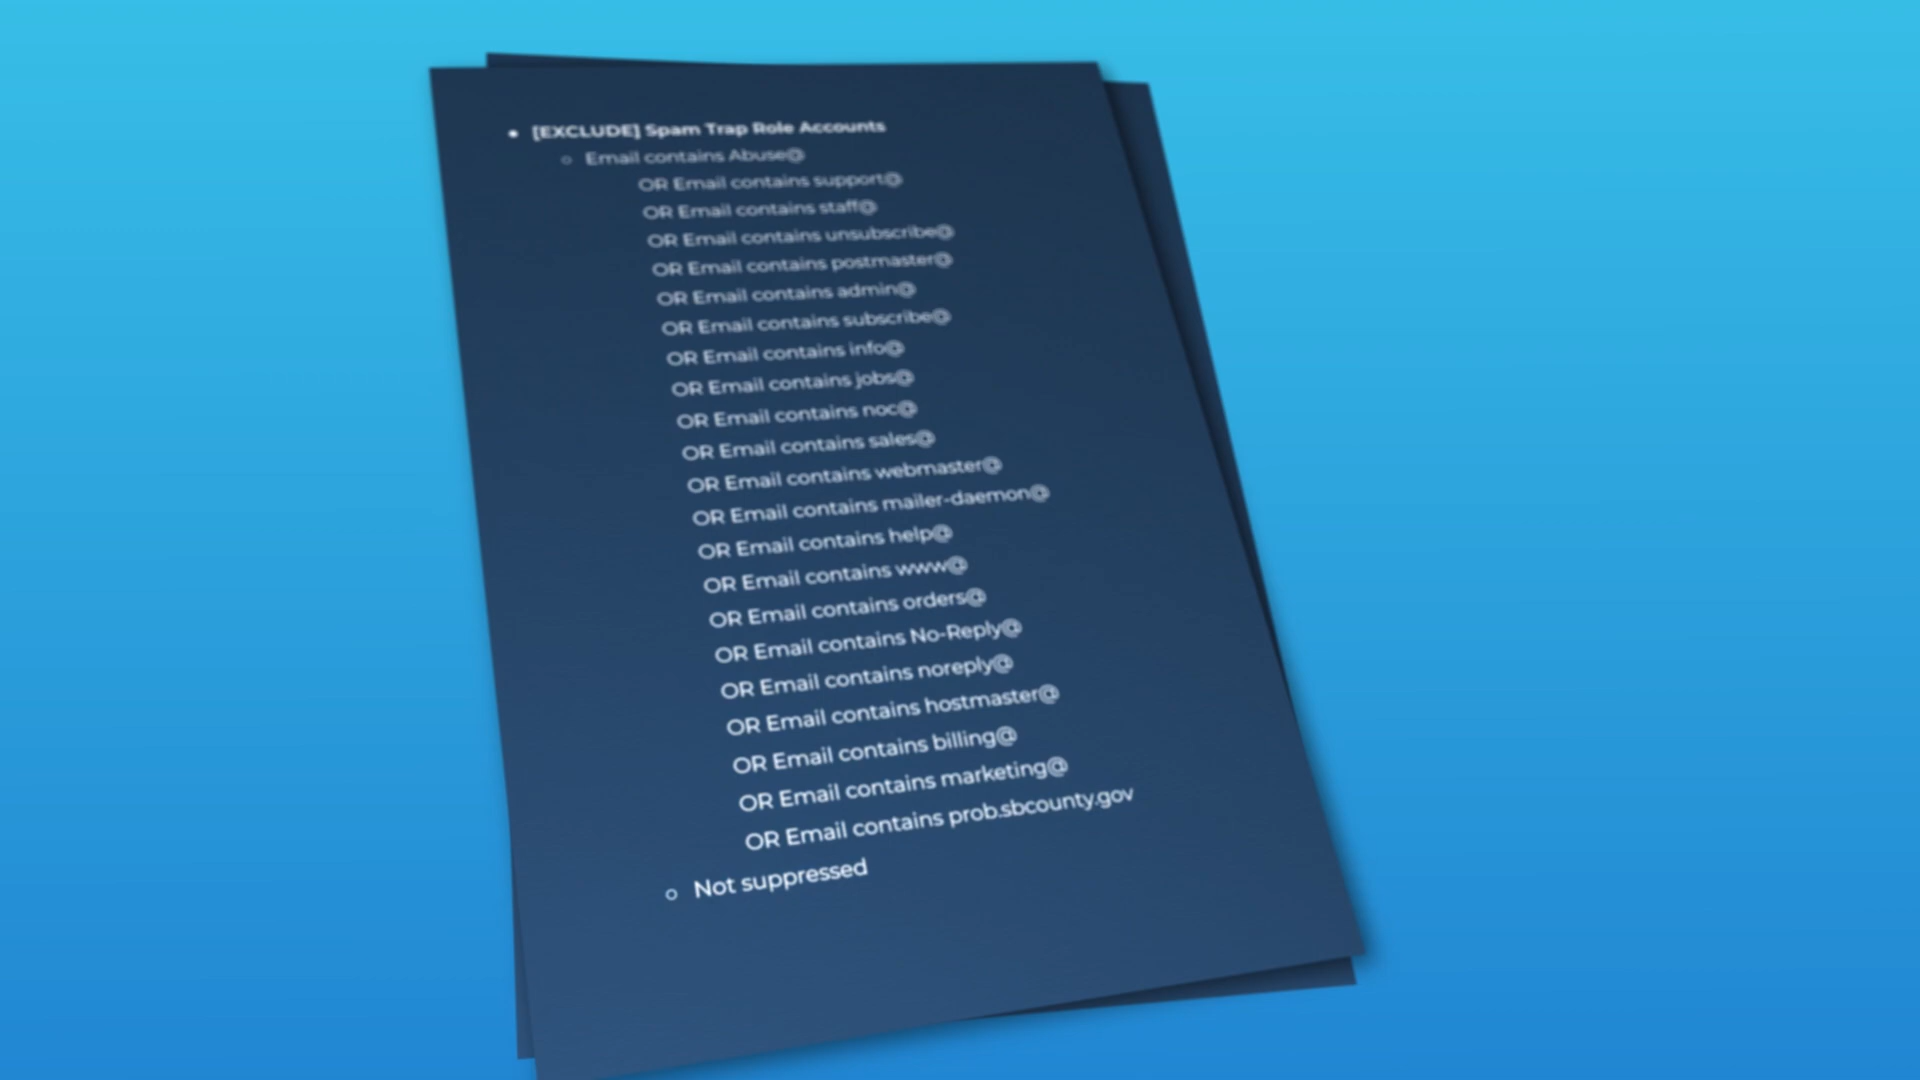 • [EXCLUDE] Spam Trap Role Accounts
○ Email contains Abuse@
OR Email contains support@
OR Email contains staff@
OR Email contains unsubscribe@
OR Email contains postmaster@
OR Email contains admin@
OR Email contains subscribe@
OR Email contains info@
OR Email contains jobs@
OR Email contains noc@
OR Email contains sales@
OR Email contains webmaster@
OR Email contains mailer-daemon@
OR Email contains help@
OR Email contains www@
OR Email contains orders@
OR Email contains No-Reply@
OR Email contains noreply@
OR Email contains hostmaster@
OR Email contains billing@
OR Email contains marketing@
OR Email contains prob.sbcounty.gov
○ Not suppressed